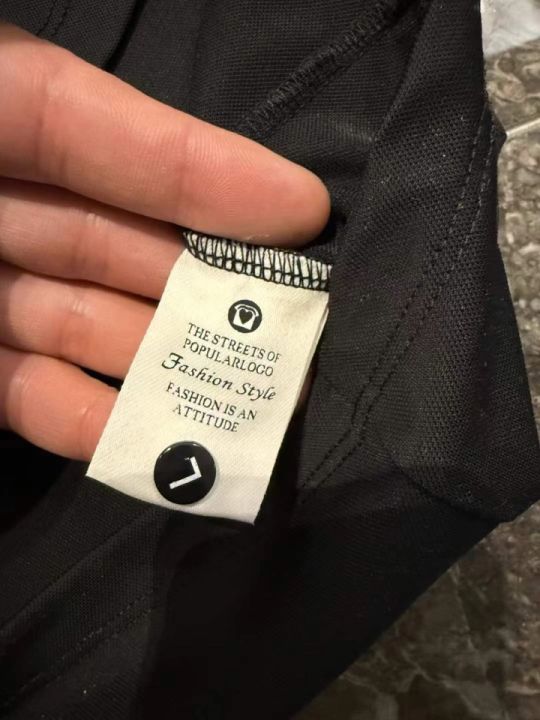 THE STREETS OF
POPULARLOGO
Fashion Style
FASHION IS AN
ATTITUDE
L